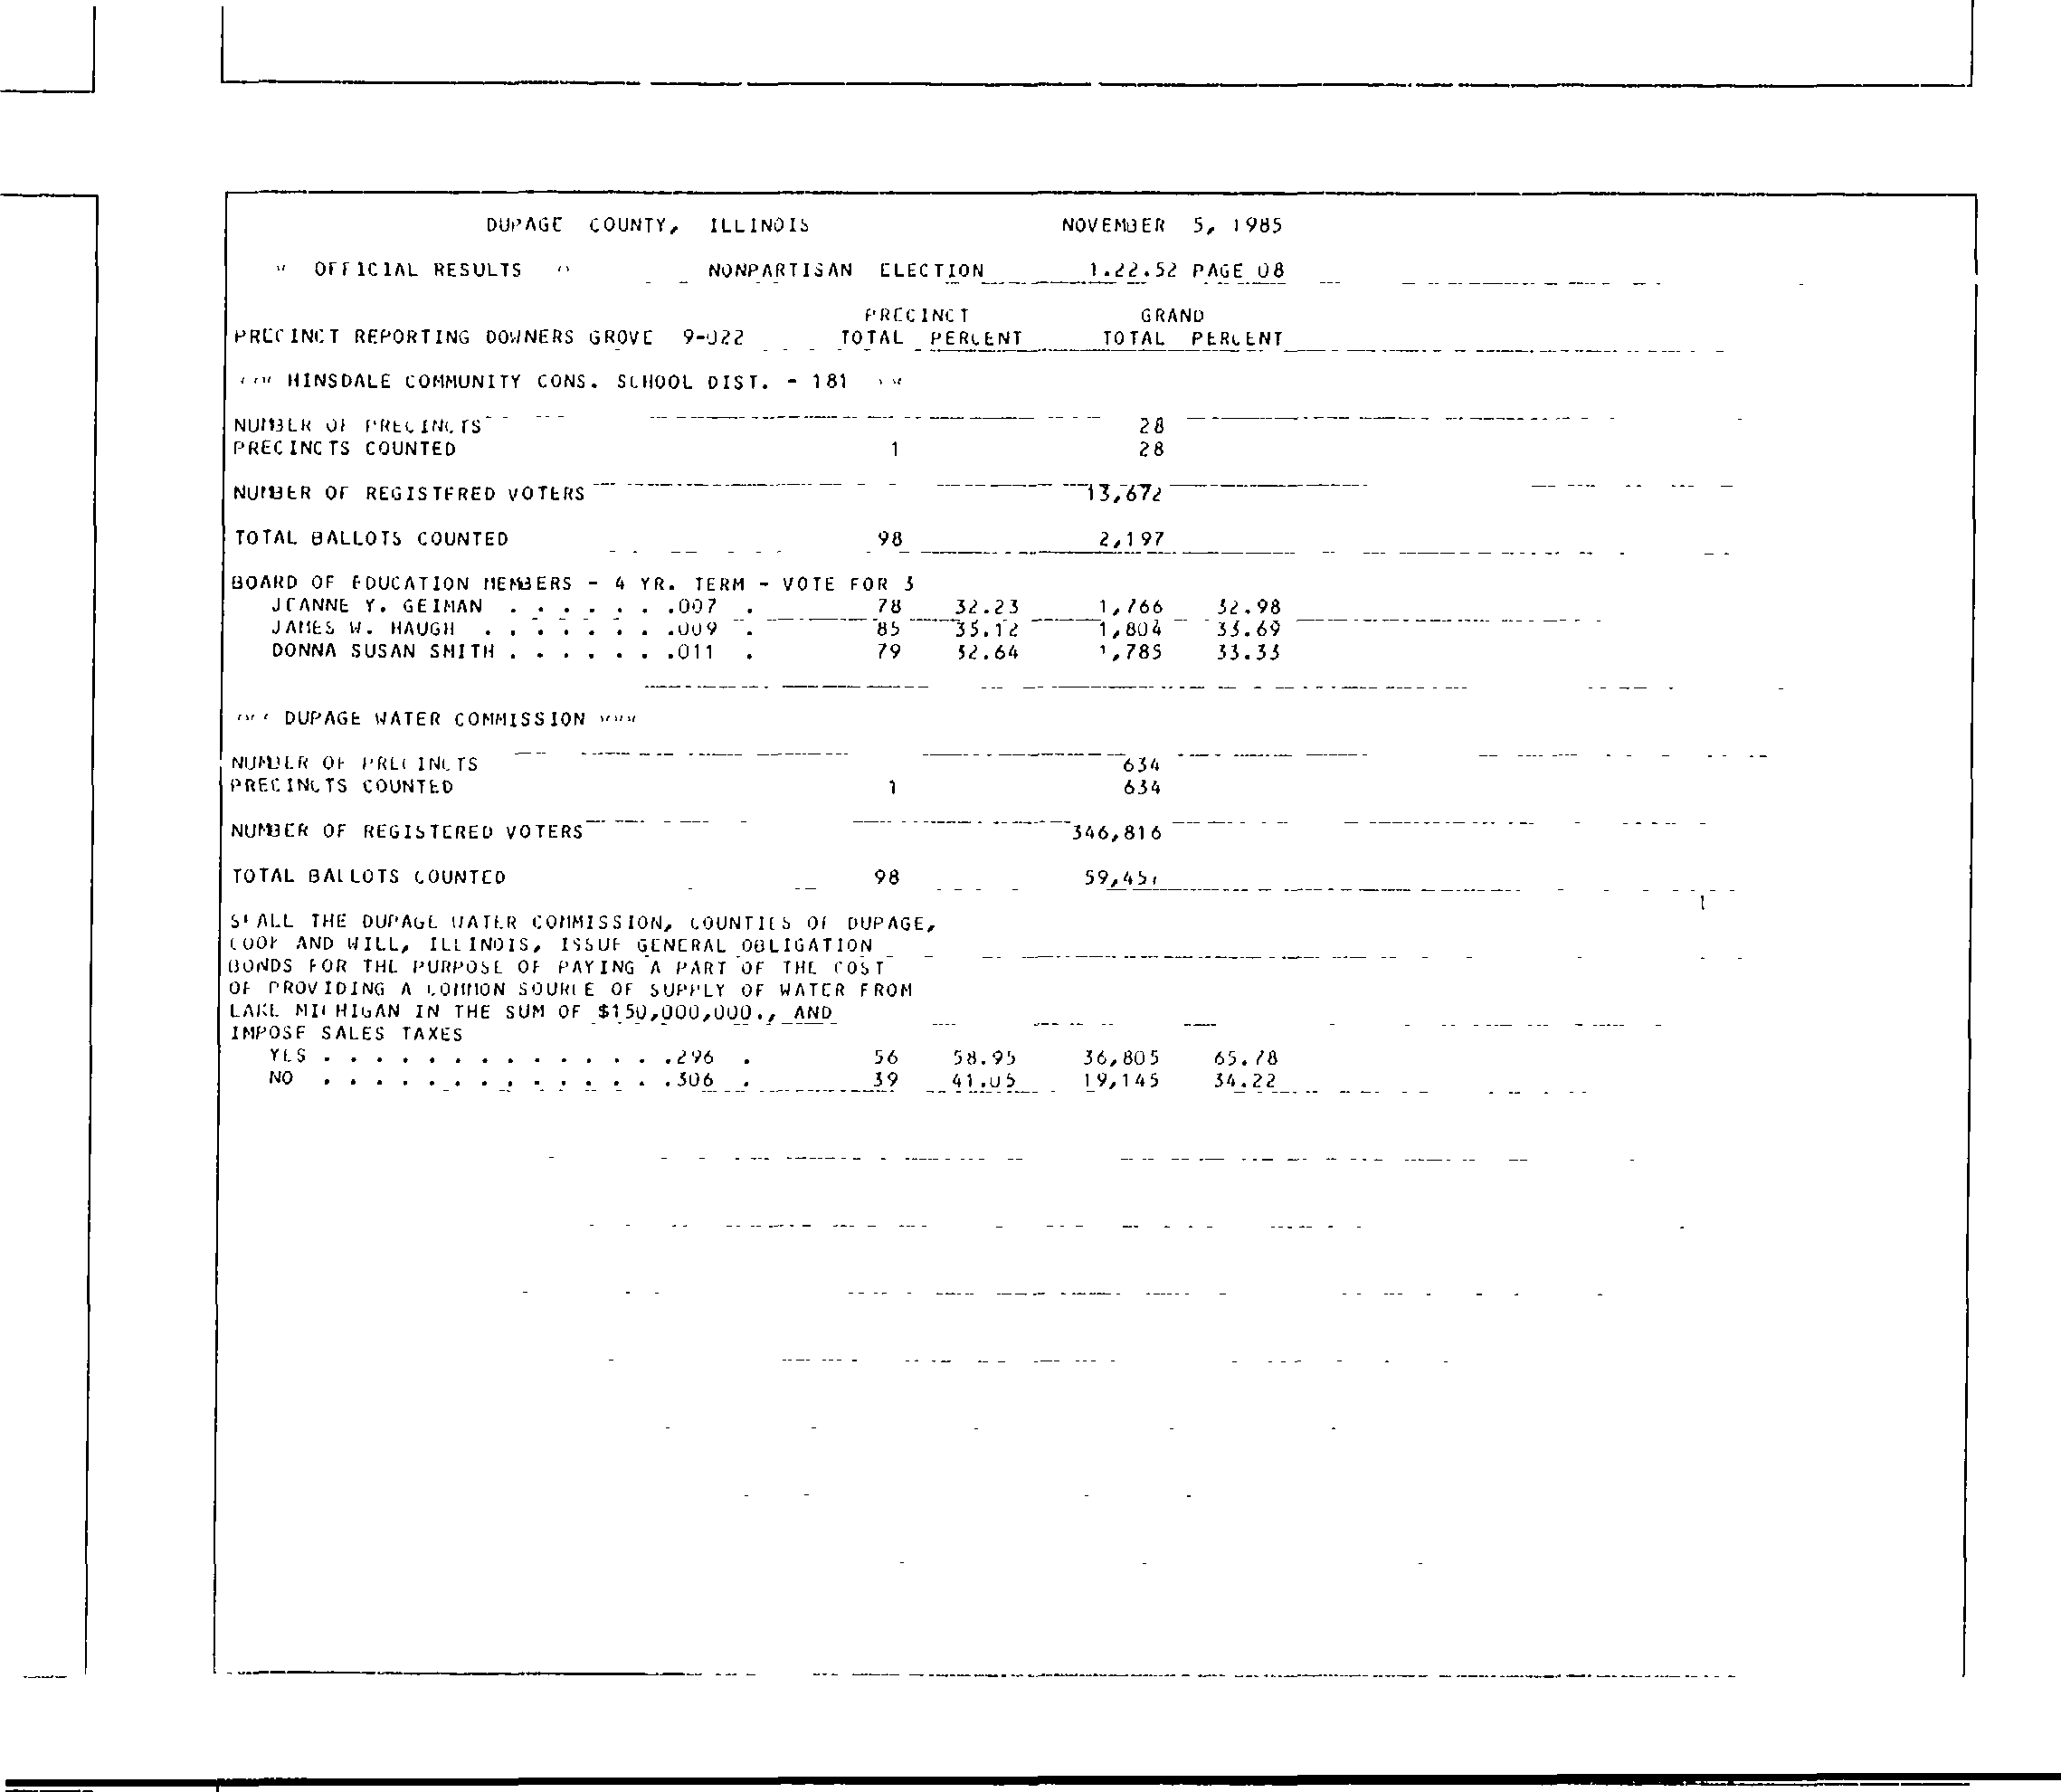 DUPAGE COUNTY, ILLINOIS NOVEMBER 5, 1985
* OFFICIAL RESULTS * NONPARTISAN ELECTION 1.22.52 PAGE 08
PRECINCT GRAND
PRECINCT REPORTING DOWNERS GROVE 9-022 TOTAL PERCENT TOTAL PERCENT
*** HINSDALE COMMUNITY CONS. SCHOOL DIST. - 181 ***
NUMBER OF PRECINCTS 28
PRECINCTS COUNTED 1 28
NUMBER OF REGISTERED VOTERS 13,672
TOTAL BALLOTS COUNTED 98 2,197
BOARD OF EDUCATION MEMBERS - 4 YR. TERM - VOTE FOR 3
JEANNE Y. GEIMAN . . . . . . .007 . 78 32.23 1,766 32.98
JAMES W. HAUGH . . . . . . . .009 . 85 35.12 1,804 33.69
DONNA SUSAN SMITH . . . . . . .011 . 79 32.64 1,785 33.33
*** DUPAGE WATER COMMISSION ***
NUMBER OF PRECINCTS 634
PRECINCTS COUNTED 1 634
NUMBER OF REGISTERED VOTERS 346,816
TOTAL BALLOTS COUNTED 98
SHALL THE DUPAGE WATER COMMISSION, COUNTIES OF DUPAGE,
COOK AND WILL, ILLINOIS, ISSUE GENERAL OBLIGATION
BONDS FOR THE PURPOSE OF PAYING A PART OF THE COST
OF PROVIDING A COMMON SOURCE OF SUPPLY OF WATER FROM
LAKE MICHIGAN IN THE SUM OF $150,000,000., AND
IMPOSE SALES TAXES
YES . . . . . . . . . . . . . .296 . 56 58.95 36,805 65.78
NO . . . . . . . . . . . . . .306 . 39 41.05 19,145 34.22